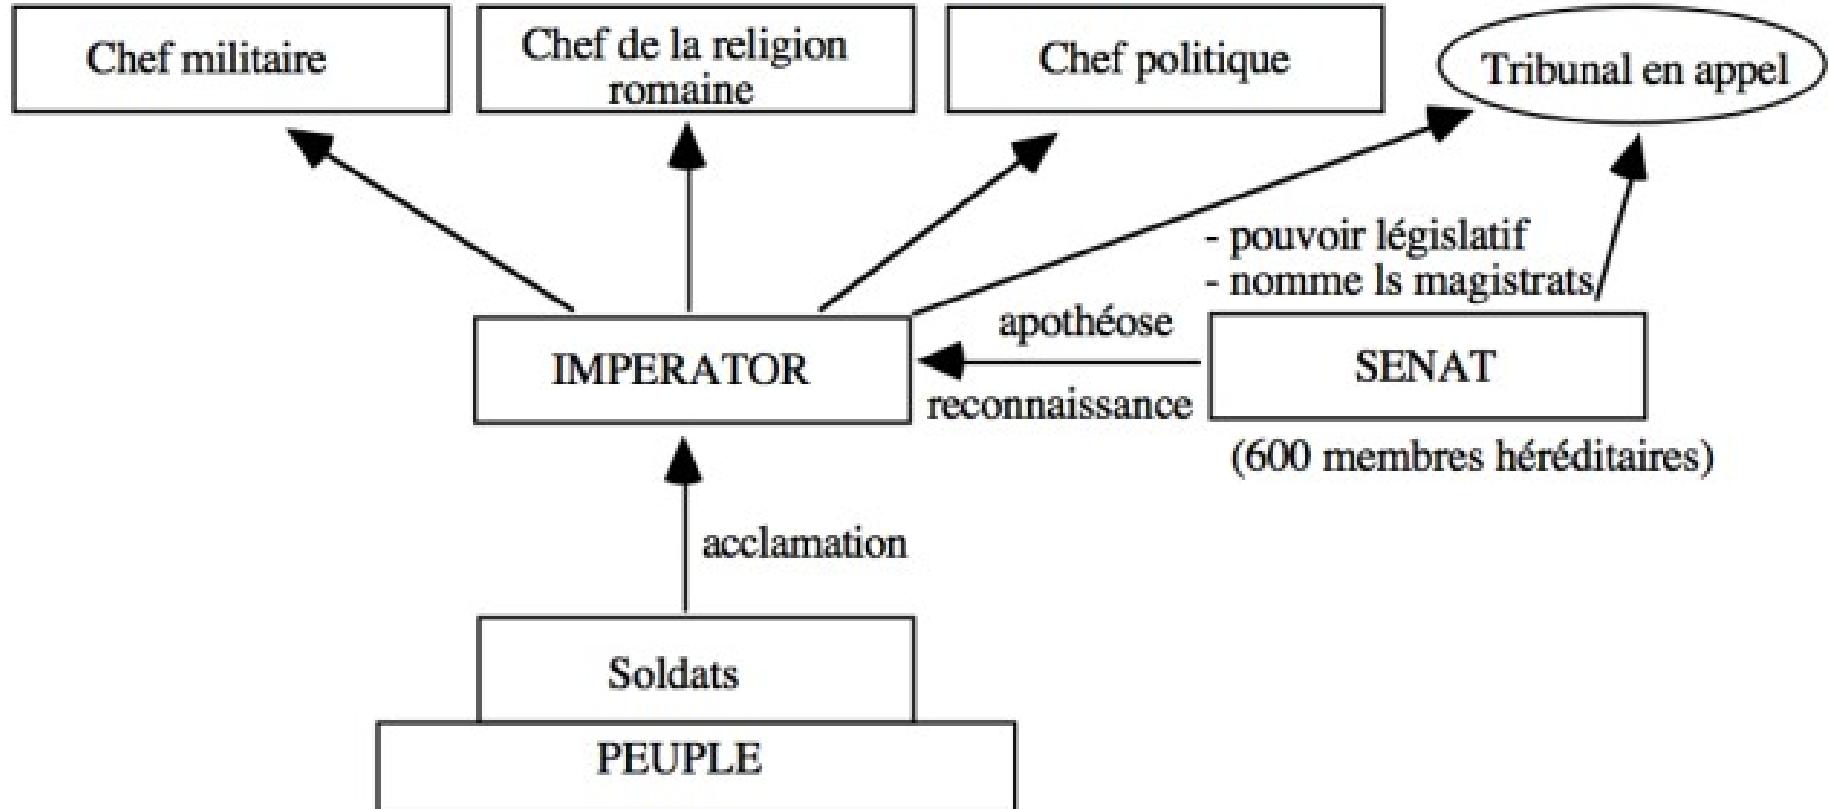 Chef militaire
Chef de la religion
romaine
Chef politique
Tribunal en appel
- pouvoir législatif
- nomme ls magistrats
apothéose
IMPERATOR
SENAT
reconnaissance
(600 membres héréditaires)
acclamation
Soldats
PEUPLE